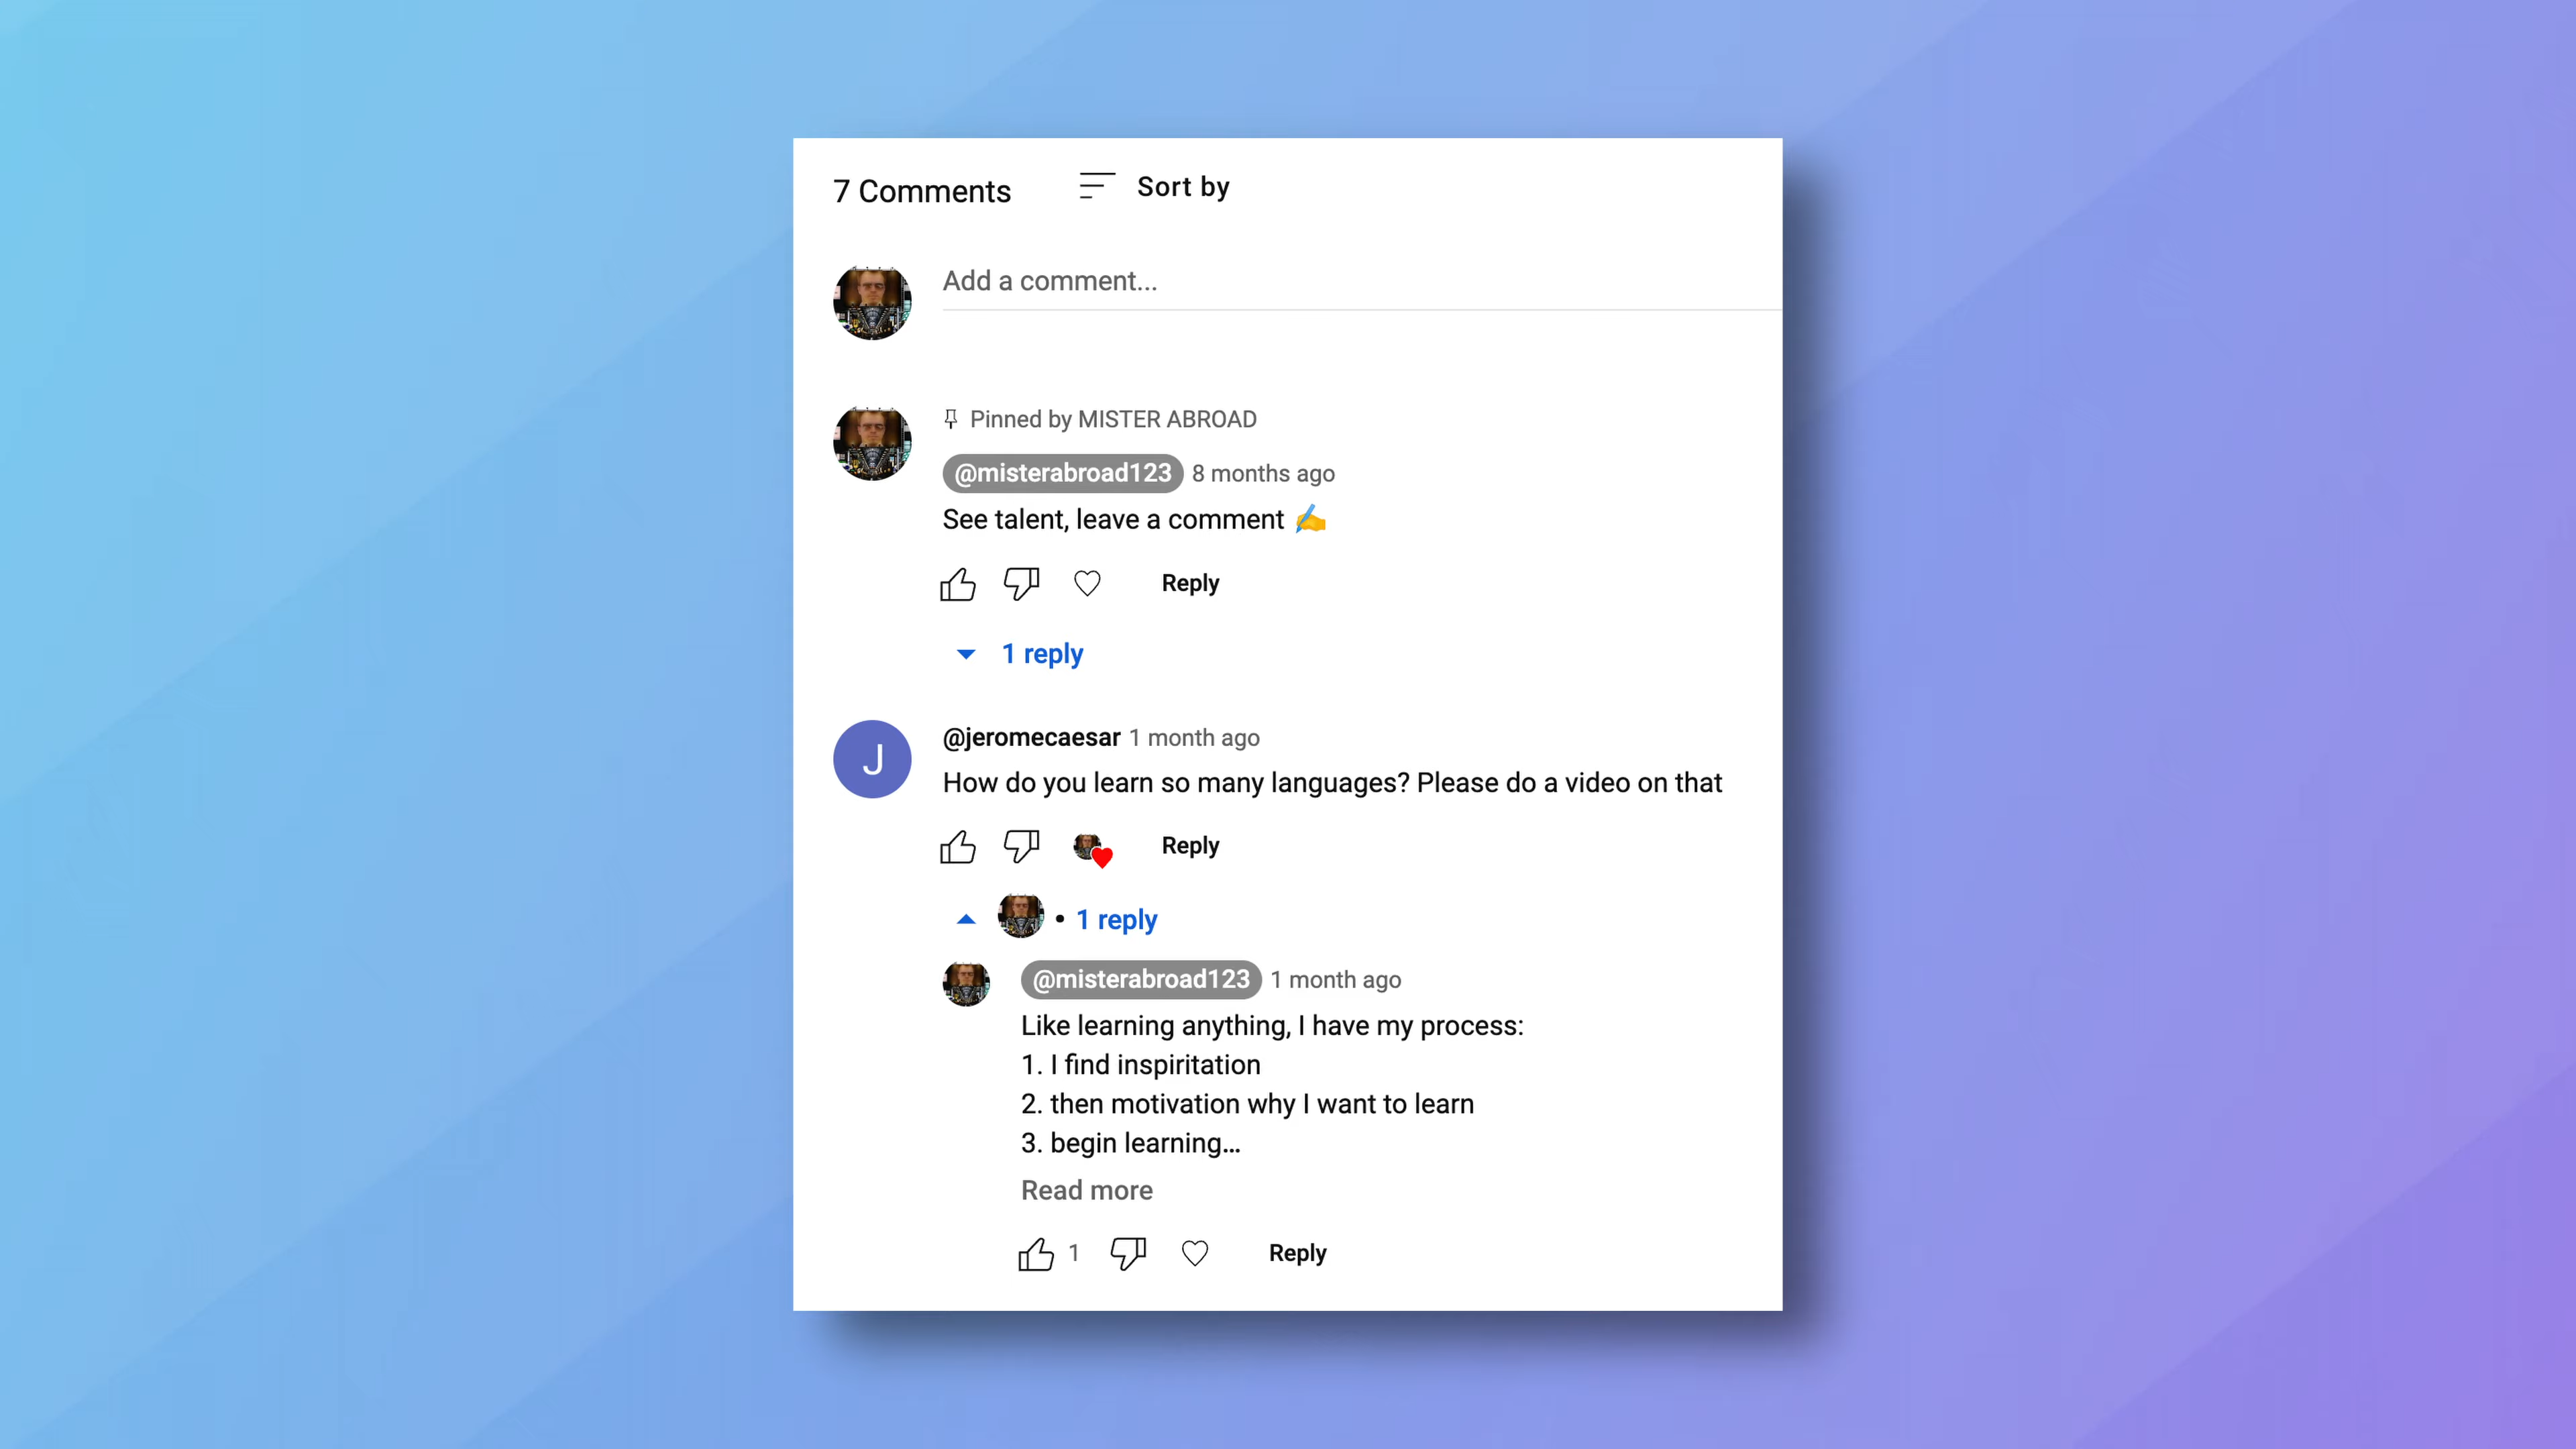 7 Comments
Sort by
Add a comment...
Pinned by MISTER ABROAD
@misterabroad123 8 months ago
See talent, leave a comment ✍️
Reply
1 reply
J
@jeromecaesar 1 month ago
How do you learn so many languages? Please do a video on that
Reply
• 1 reply
@misterabroad123 1 month ago
Like learning anything, I have my process:
1. I find inspiritation
2. then motivation why I want to learn
3. begin learning...
Read more
1
Reply